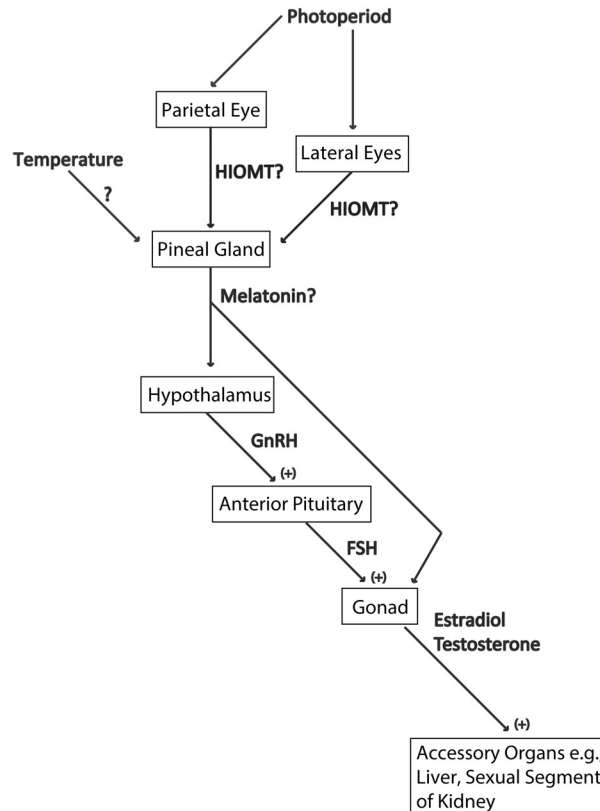 Photoperiod
Parietal Eye
Lateral Eyes
Temperature
HIOMT?
?
HIOMT?
Pineal Gland
Melatonin?
Hypothalamus
GnRH
(+)
Anterior Pituitary
FSH
(+)
Gonad
Estradiol
Testosterone
(+)
Accessory Organs e.g.,
Liver, Sexual Segment
of Kidney